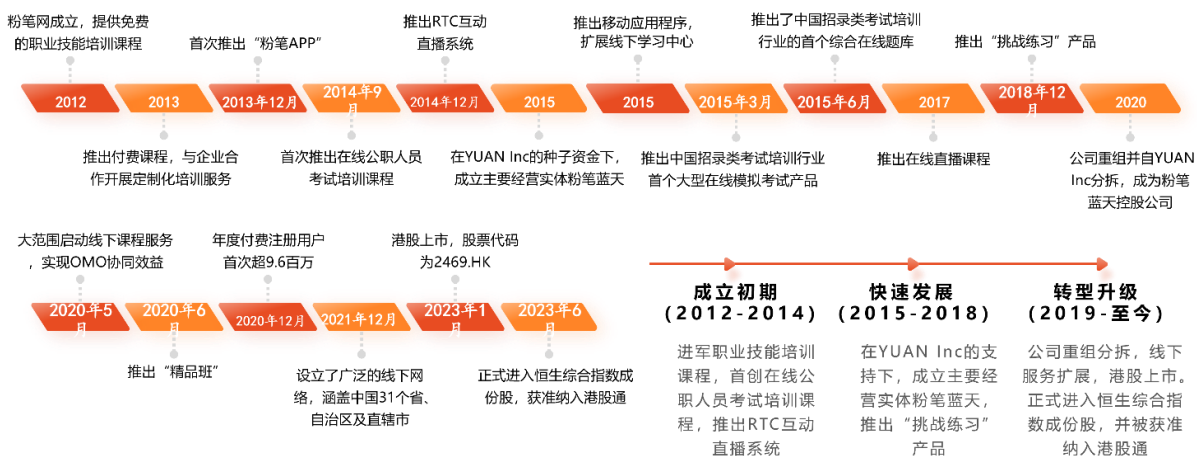 粉笔网成立，提供免费
的职业技能培训课程
首次推出“粉笔APP”
推出RTC互动
直播系统
推出移动应用程序，
扩展线下学习中心
推出了中国招录类考试培训
行业的首个综合在线题库
推出“挑战练习”产品
2012
2013
2013年12月
2014年9
月
2014年12月
2015
2015
2015年3月
2015年6月
2017
2018年12
月
2020
推出付费课程，与企业合
作开展定制化培训服务
首次推出在线公职人员
考试培训课程
在YUAN Inc的种子资金下，
成立主要经营实体粉笔蓝天
推出中国招录类考试培训行业
首个大型在线模拟考试产品
推出在线直播课程
公司重组并自YUAN
Inc分拆，成为粉笔
蓝天控股公司
大范围启动线下课程服务
，实现OMO协同效益
年度付费注册用户
首次超9.6百万
港股上市，股票代码
为2469.HK
2020年5
月
2020年6
月
2020年12月
2021年12月
2023年1
月
2023年6
月
推出“精品班”
设立了广泛的线下网
络，涵盖中国31个省、
自治区及直辖市
正式进入恒生综合指数成
份股，获准纳入港股通
成立初期
(2012-2014)
进军职业技能培训
课程，首创在线公
职人员考试培训课
程，推出RTC互动
直播系统
快速发展
(2015-2018)
在YUAN Inc的支
持下，成立主要经
营实体粉笔蓝天，
推出“挑战练习”
产品
转型升级
(2019-至今)
公司重组分拆，线下
服务扩展，港股上市。
正式进入恒生综合指
数成份股，并被获准
纳入港股通